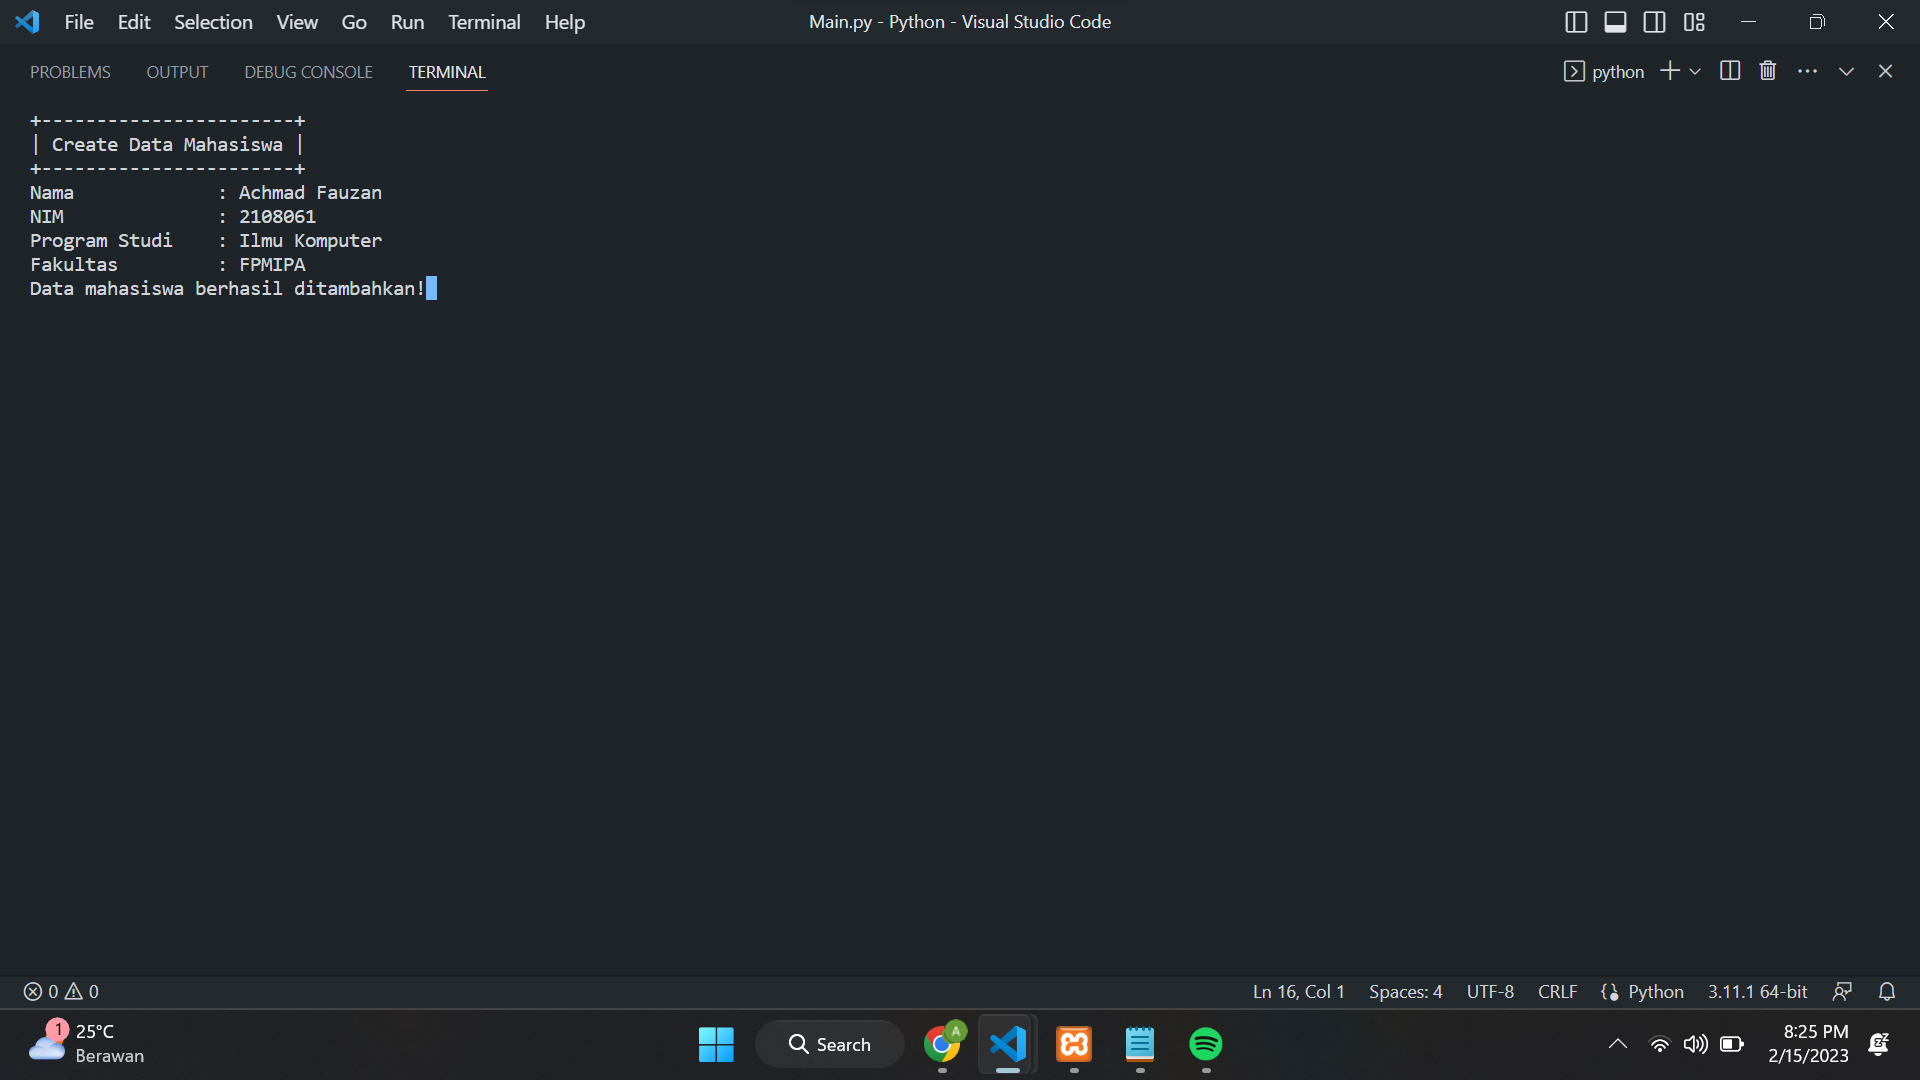 File Edit Selection View Go Run Terminal Help Main.py - Python - Visual Studio Code
PROBLEMS OUTPUT DEBUG CONSOLE TERMINAL python
+-----------------------+
| Create Data Mahasiswa |
+-----------------------+
Nama : Achmad Fauzan
NIM : 2108061
Program Studi : Ilmu Komputer
Fakultas : FPMIPA
Data mahasiswa berhasil ditambahkan!
0 0 Ln 16, Col 1 Spaces: 4 UTF-8 CRLF Python 3.11.1 64-bit
1 25°C
Berawan
Search
A
8:25 PM
2/15/2023